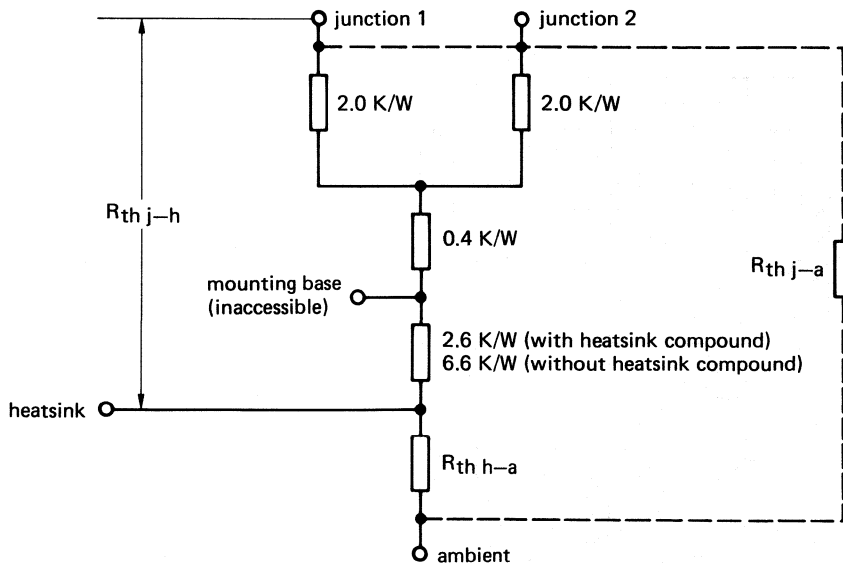 junction 1
junction 2
2.0 K/W
2.0 K/W
Rth j–h
0.4 K/W
Rth j–a
mounting base
(inaccessible)
2.6 K/W (with heatsink compound)
6.6 K/W (without heatsink compound)
heatsink
Rth h–a
ambient